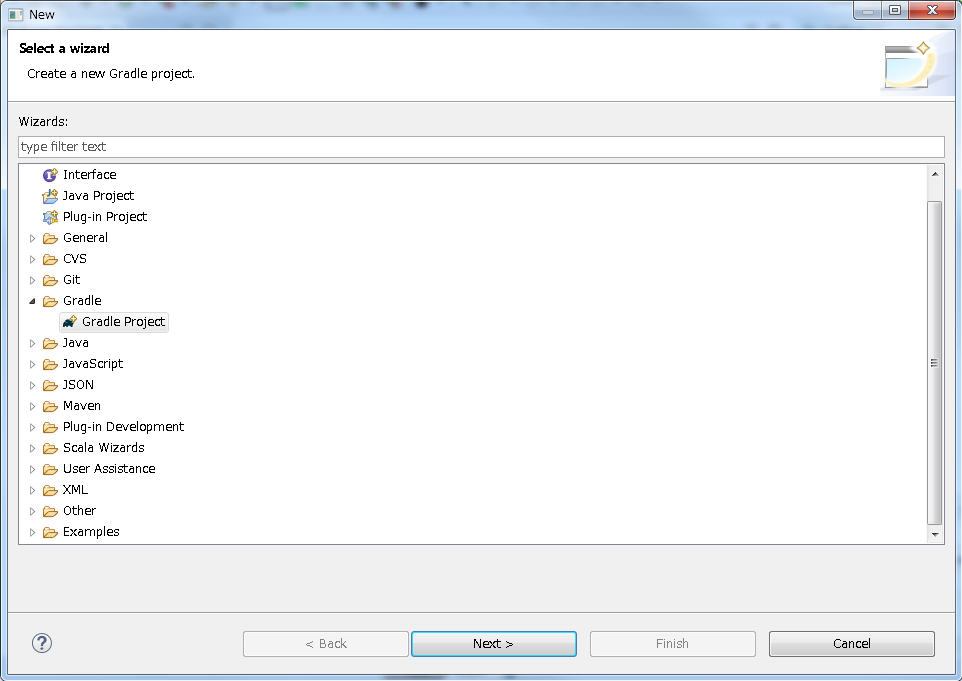 New
Select a wizard
Create a new Gradle project.
Wizards:
type filter text
Interface
Java Project
Plug-in Project
General
CVS
Git
Gradle
Gradle Project
Java
JavaScript
JSON
Maven
Plug-in Development
Scala Wizards
User Assistance
XML
Other
Examples
?
< Back
Next >
Finish
Cancel